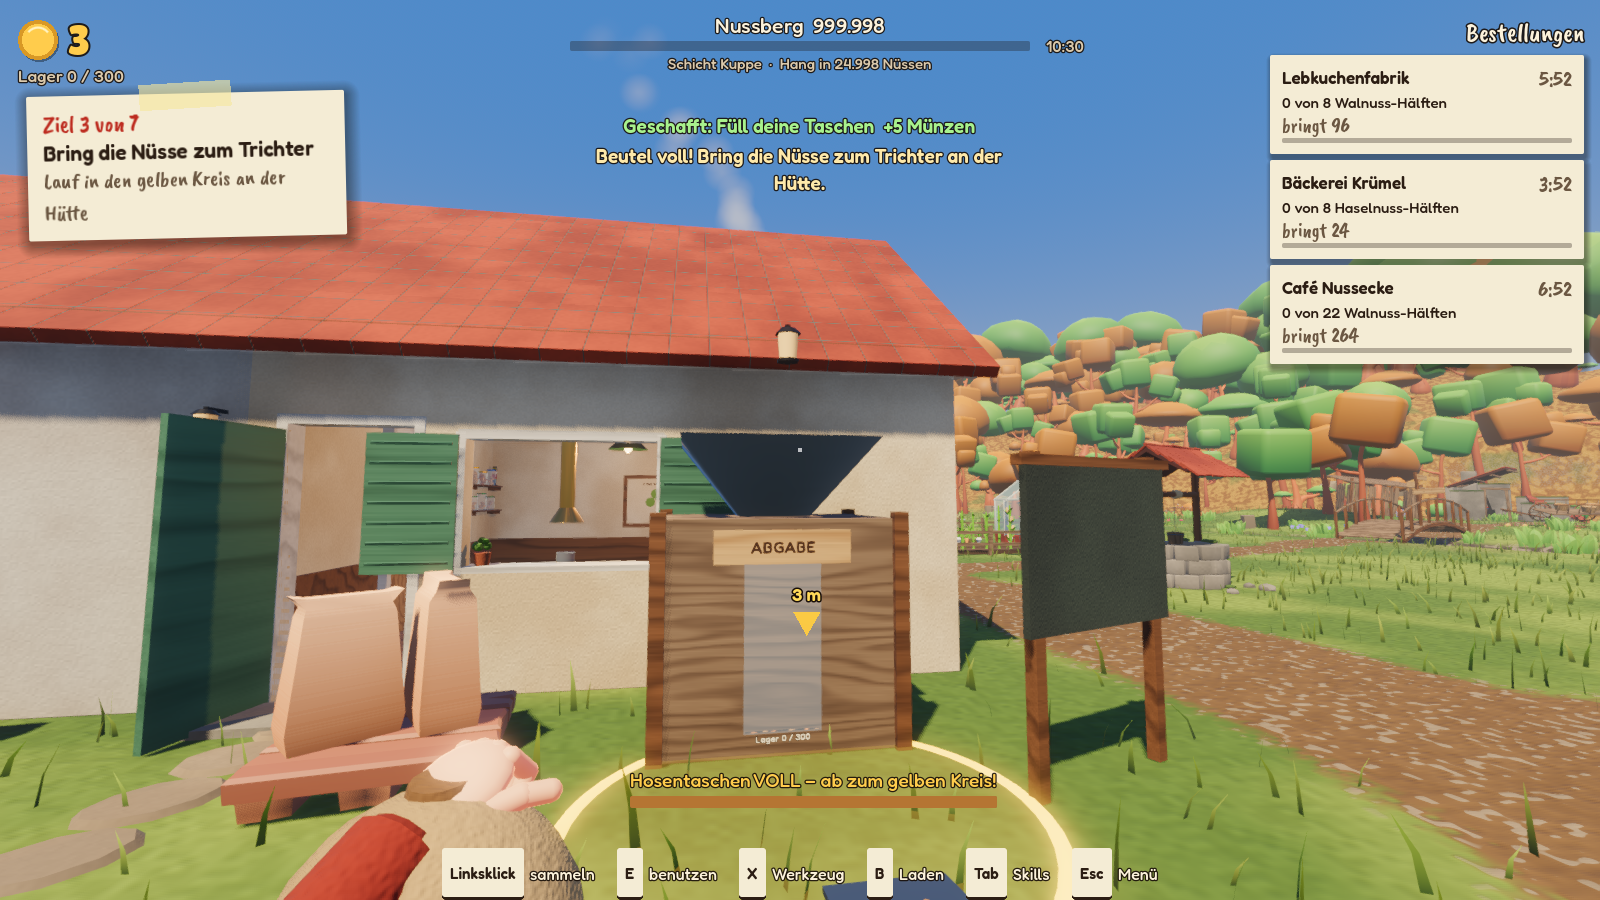 3
Lager 0 / 300
Ziel 3 von 7
Bring die Nüsse zum Trichter
Lauf in den gelben Kreis an der
Hütte
Nussberg 999.998
10:30
Schicht Kuppe · Hang in 24.998 Nüssen
Geschafft: Füll deine Taschen +5 Münzen
Beutel voll! Bring die Nüsse zum Trichter an der
Hütte.
Bestellungen
Lebkuchenfabrik 5:52
0 von 8 Walnuss-Hälften
bringt 96
Bäckerei Krümel 3:52
0 von 8 Haselnuss-Hälften
bringt 24
Café Nussecke 6:52
0 von 22 Walnuss-Hälften
bringt 264
ABGABE
3 m
Lager 0 / 300
Hosentaschen VOLL – ab zum gelben Kreis!
Linksklick sammeln E benutzen X Werkzeug B Laden Tab Skills Esc Menü